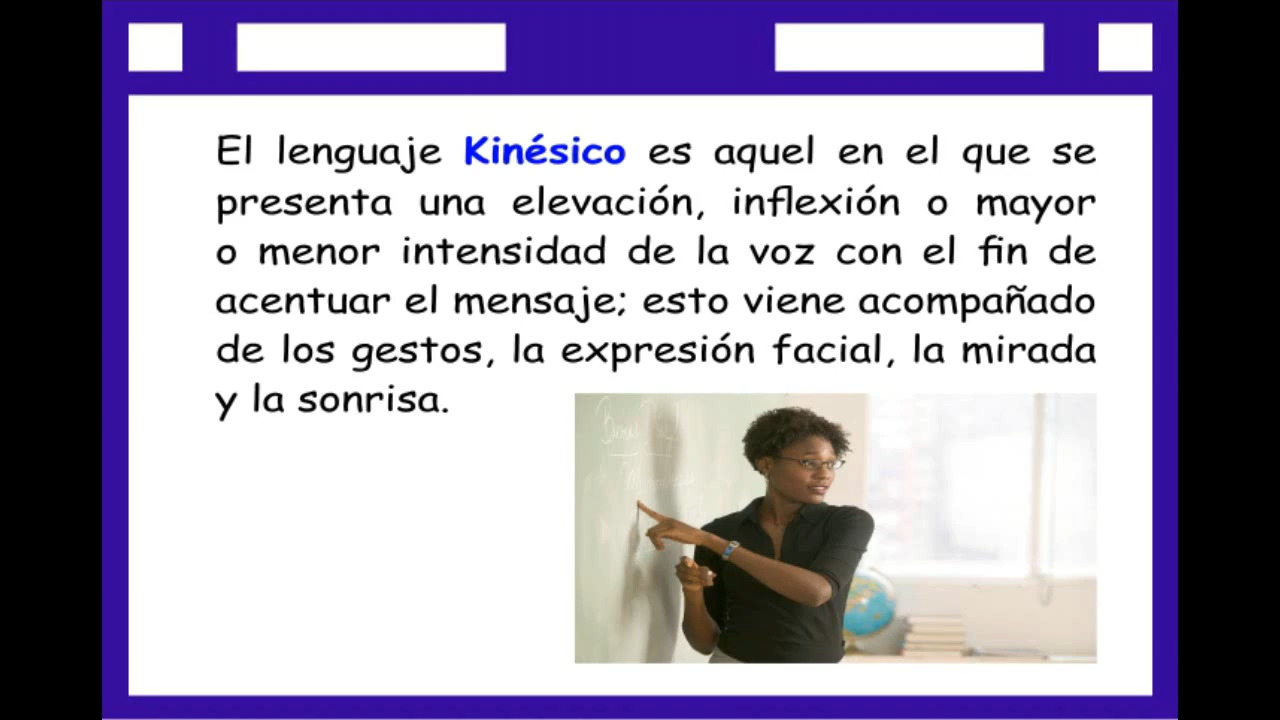 El lenguaje Kinésico es aquel en el que se
presenta una elevación, inflexión o mayor
o menor intensidad de la voz con el fin de
acentuar el mensaje; esto viene acompañado
de los gestos, la expresión facial, la mirada
y la sonrisa.